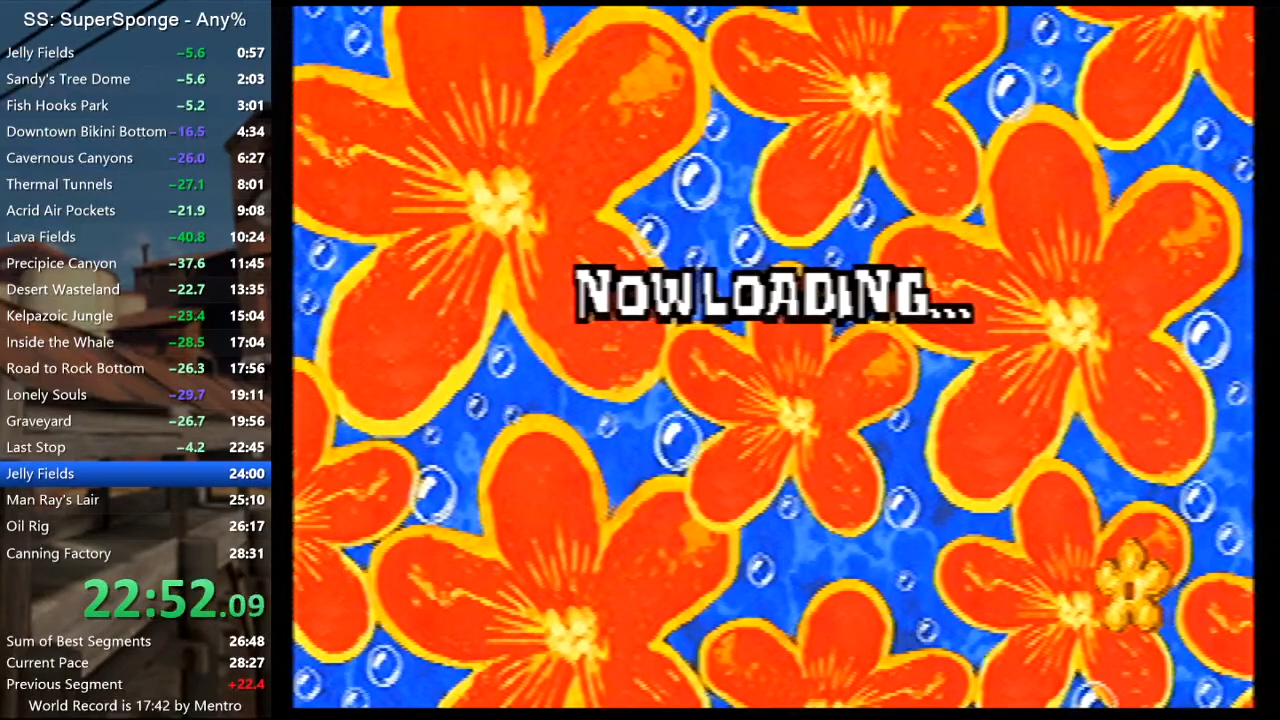 SS: SuperSponge - Any%
Jelly Fields −5.6 0:57
Sandy's Tree Dome −5.6 2:03
Fish Hooks Park −5.2 3:01
Downtown Bikini Bottom −16.5 4:34
Cavernous Canyons −26.0 6:27
Thermal Tunnels −27.1 8:01
Acrid Air Pockets −21.9 9:08
Lava Fields −40.8 10:24
Precipice Canyon −37.6 11:45
Desert Wasteland −22.7 13:35
Kelpazoic Jungle −23.4 15:04
Inside the Whale −28.5 17:04
Road to Rock Bottom −26.3 17:56
Lonely Souls −29.7 19:11
Graveyard −26.7 19:56
Last Stop −4.2 22:45
Jelly Fields 24:00
Man Ray's Lair 25:10
Oil Rig 26:17
Canning Factory 28:31
22:52.09
Sum of Best Segments 26:48
Current Pace 28:27
Previous Segment +22.4
World Record is 17:42 by Mentro
NOW LOADING...